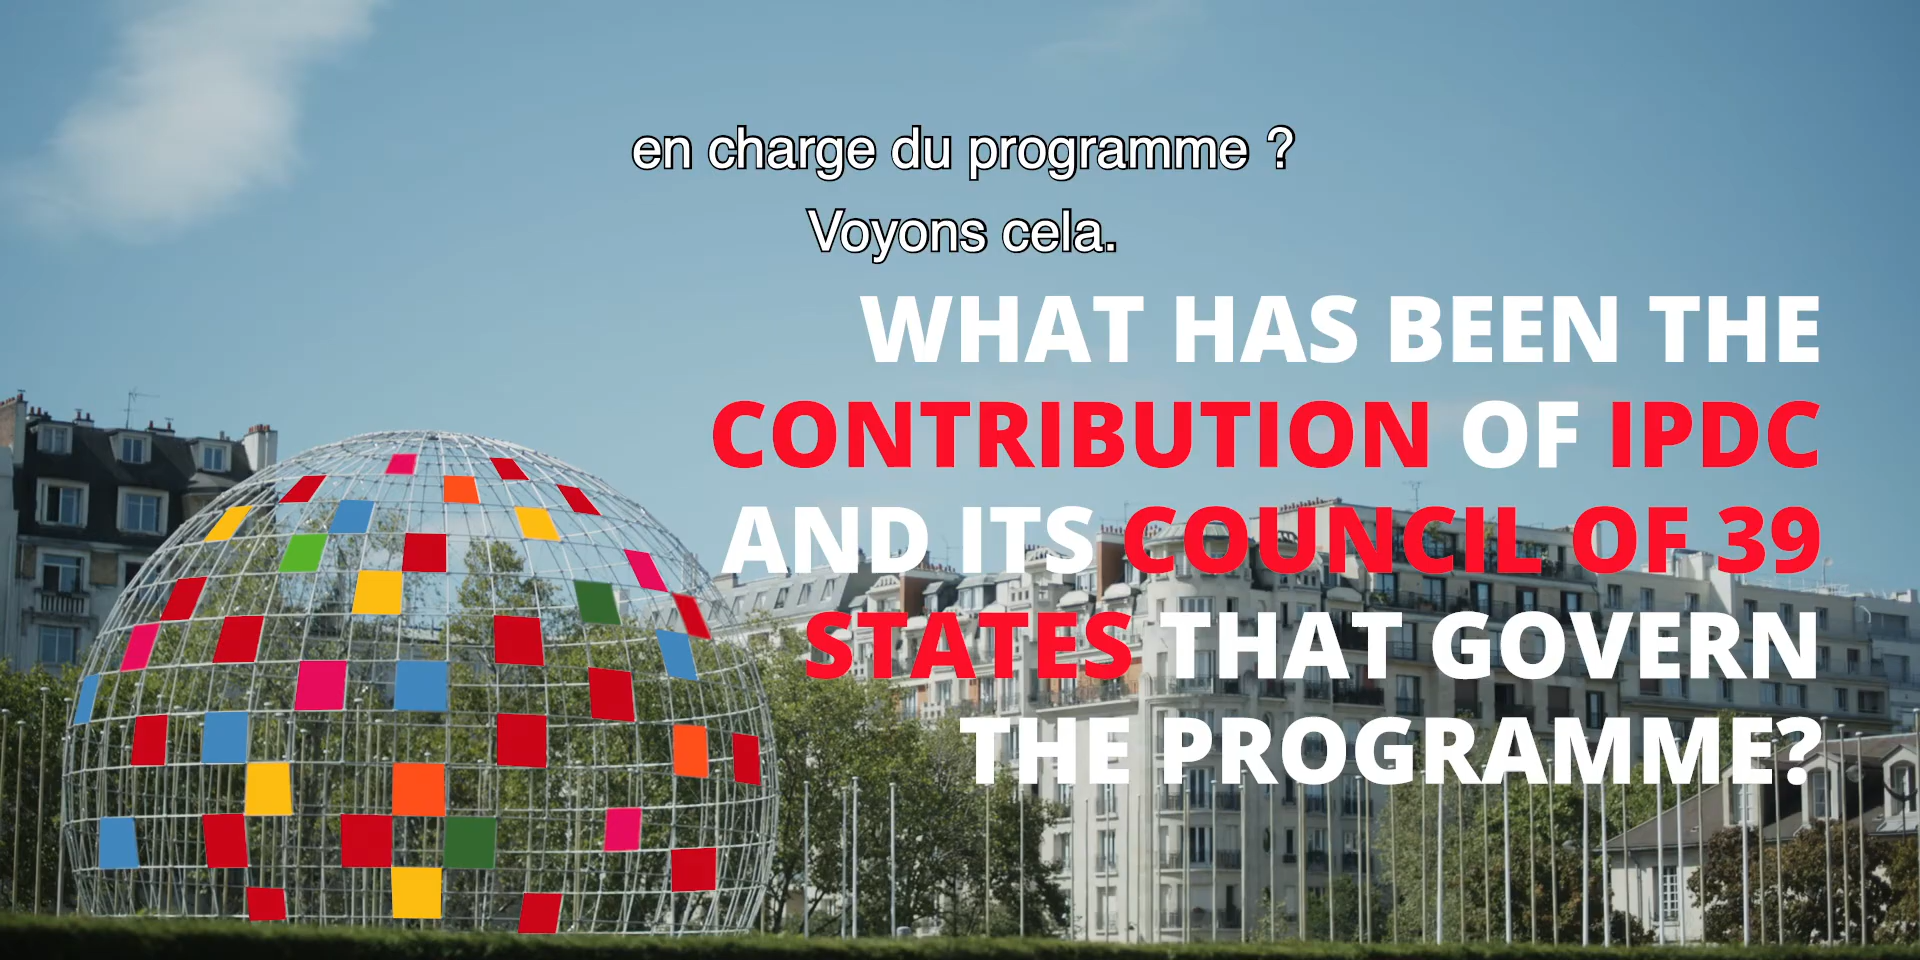 en charge du programme ?
Voyons cela.
WHAT HAS BEEN THE
CONTRIBUTION OF IPDC
AND ITS COUNCIL OF 39
STATES THAT GOVERN
THE PROGRAMME?